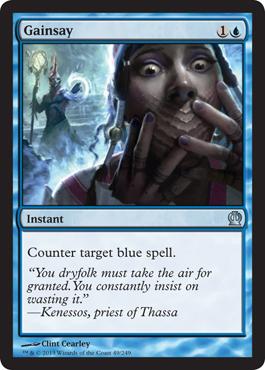 Gainsay 1
Instant
Counter target blue spell.
“You dryfolk must take the air for
granted. You constantly insist on
wasting it.”
—Kenessos, priest of Thassa
Clint Cearley
™ & © 2013 Wizards of the Coast 49/249